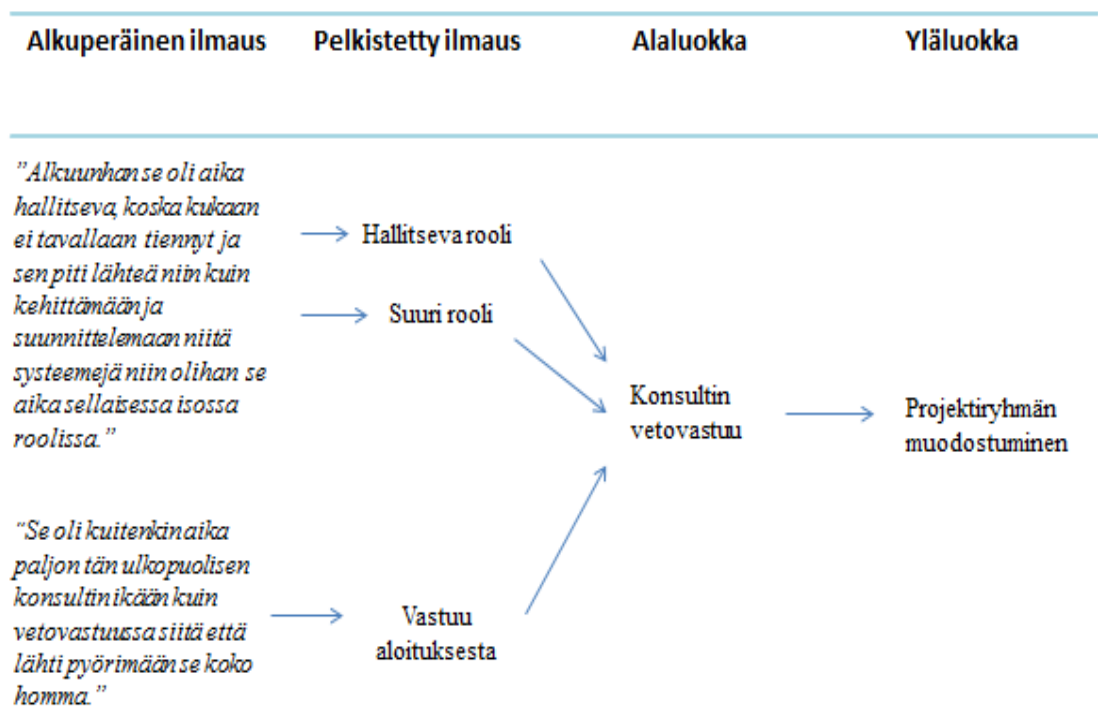 Alkuperäinen ilmaus Pelkistetty ilmaus Alaluokka Yläluokka
”Alkuunhan se oli aika
hallitseva, koska kukaan
ei tavallaan tiennyt ja
sen piti lähteä niin kuin
kehittämään ja
suunnittelemaan niitä
systeemejä niin olihan se
aika sellaisessa isossa
roolissa.”
Hallitseva rooli
Suuri rooli
Konsultin
vetovastuu
Projektiryhmän
muodostuminen
“Se oli kuitenkin aika
paljon tän ulkopuolisen
konsultin ikään kuin
vetovastuussa siitä että
lähti pyörimään se koko
homma.”
Vastuu
aloituksesta